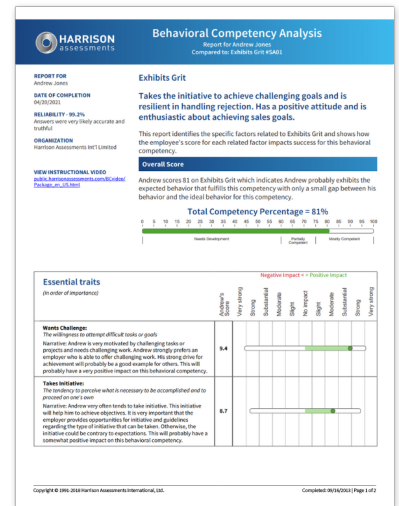 HARRISON
assessments
Behavioral Competency Analysis
Report for Andrew Jones
Compared to: Exhibits Grit #SA01
REPORT FOR
Andrew Jones
DATE OF COMPLETION
04/20/2021
RELIABILITY - 99.2%
Answers were very likely accurate and
truthful
ORGANIZATION
Harrison Assessments Int'l Limited
VIEW INSTRUCTIONAL VIDEO
public.harrisonassessments.com/BCvideo/
Package_en_US.html
Exhibits Grit
Takes the initiative to achieve challenging goals and is
resilient in handling rejection. Has a positive attitude and is
enthusiastic about achieving sales goals.
This report identifies the specific factors related to Exhibits Grit and shows how
the employee's score for each related factor impacts success for this behavioral
competency.
Overall Score
Andrew scores 81 on Exhibits Grit which indicates Andrew probably exhibits the
expected behavior that fulfills this competency with only a small gap between his
behavior and the ideal behavior for this competency.
Total Competency Percentage = 81%
0 5 10 15 20 25 30 35 40 45 50 55 60 65 70 75 80 85 90 95 100
Needs Development
Partially
Competent
Mostly Competent
Essential traits
(in order of importance)
Negative Impact = + Positive Impact
Andrew's
Score
Very strong
Strong
Substantial
Moderate
Slight
No Impact
Slight
Moderate
Substantial
Strong
Very strong
Wants Challenge:
The willingness to attempt difficult tasks or goals
Narrative: Andrew is very motivated by challenging tasks or
projects and needs challenging work. Andrew strongly prefers an
employer who is able to offer challenging work. His strong drive for
achievement will probably be a good example for others. This will
probably have a very positive impact on this behavioral competency.
9.4
Takes Initiative:
The tendency to perceive what is necessary to be accomplished and to
proceed on one's own
Narrative: Andrew very often tends to take initiative. This initiative
will help him to achieve objectives. It is very important that the
employer provides opportunities for initiative and guidelines
regarding the type of initiative that can be taken. Otherwise, the
initiative could be contrary to expectations. This will probably have a
somewhat positive impact on this behavioral competency.
8.7
Copyright © 1991-2018 Harrison Assessments International, Ltd.
Completed: 09/16/2013 | Page 1 of 2